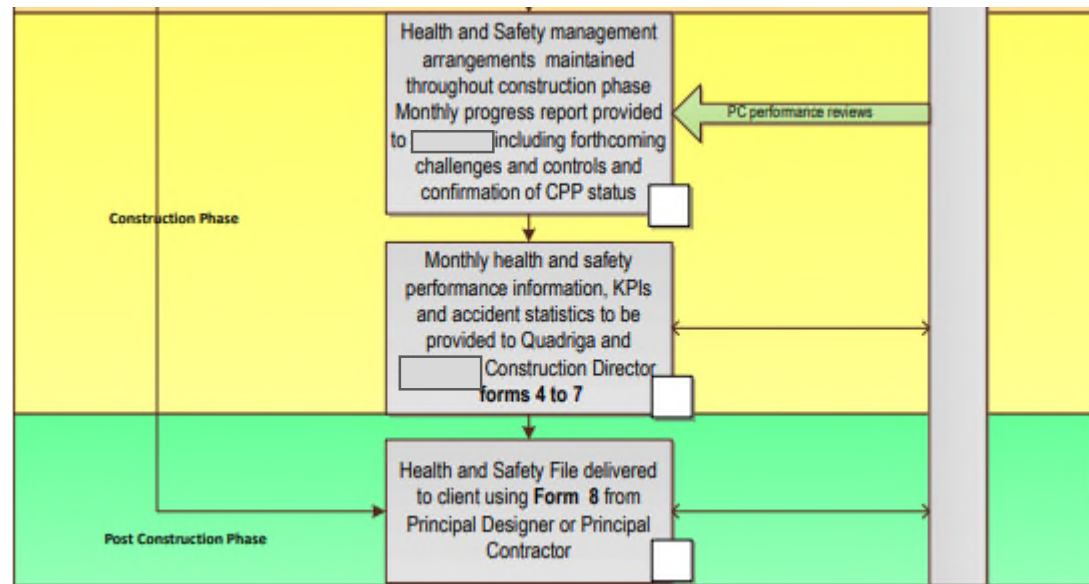 Health and Safety management
arrangements maintained
throughout construction phase
Monthly progress report provided
to including forthcoming
challenges and controls and
confirmation of CPP status
PC performance reviews
Construction Phase
Monthly health and safety
performance information, KPIs
and accident statistics to be
provided to Quadriga and
Construction Director
forms 4 to 7
Health and Safety File delivered
to client using Form 8 from
Principal Designer or Principal
Contractor
Post Construction Phase